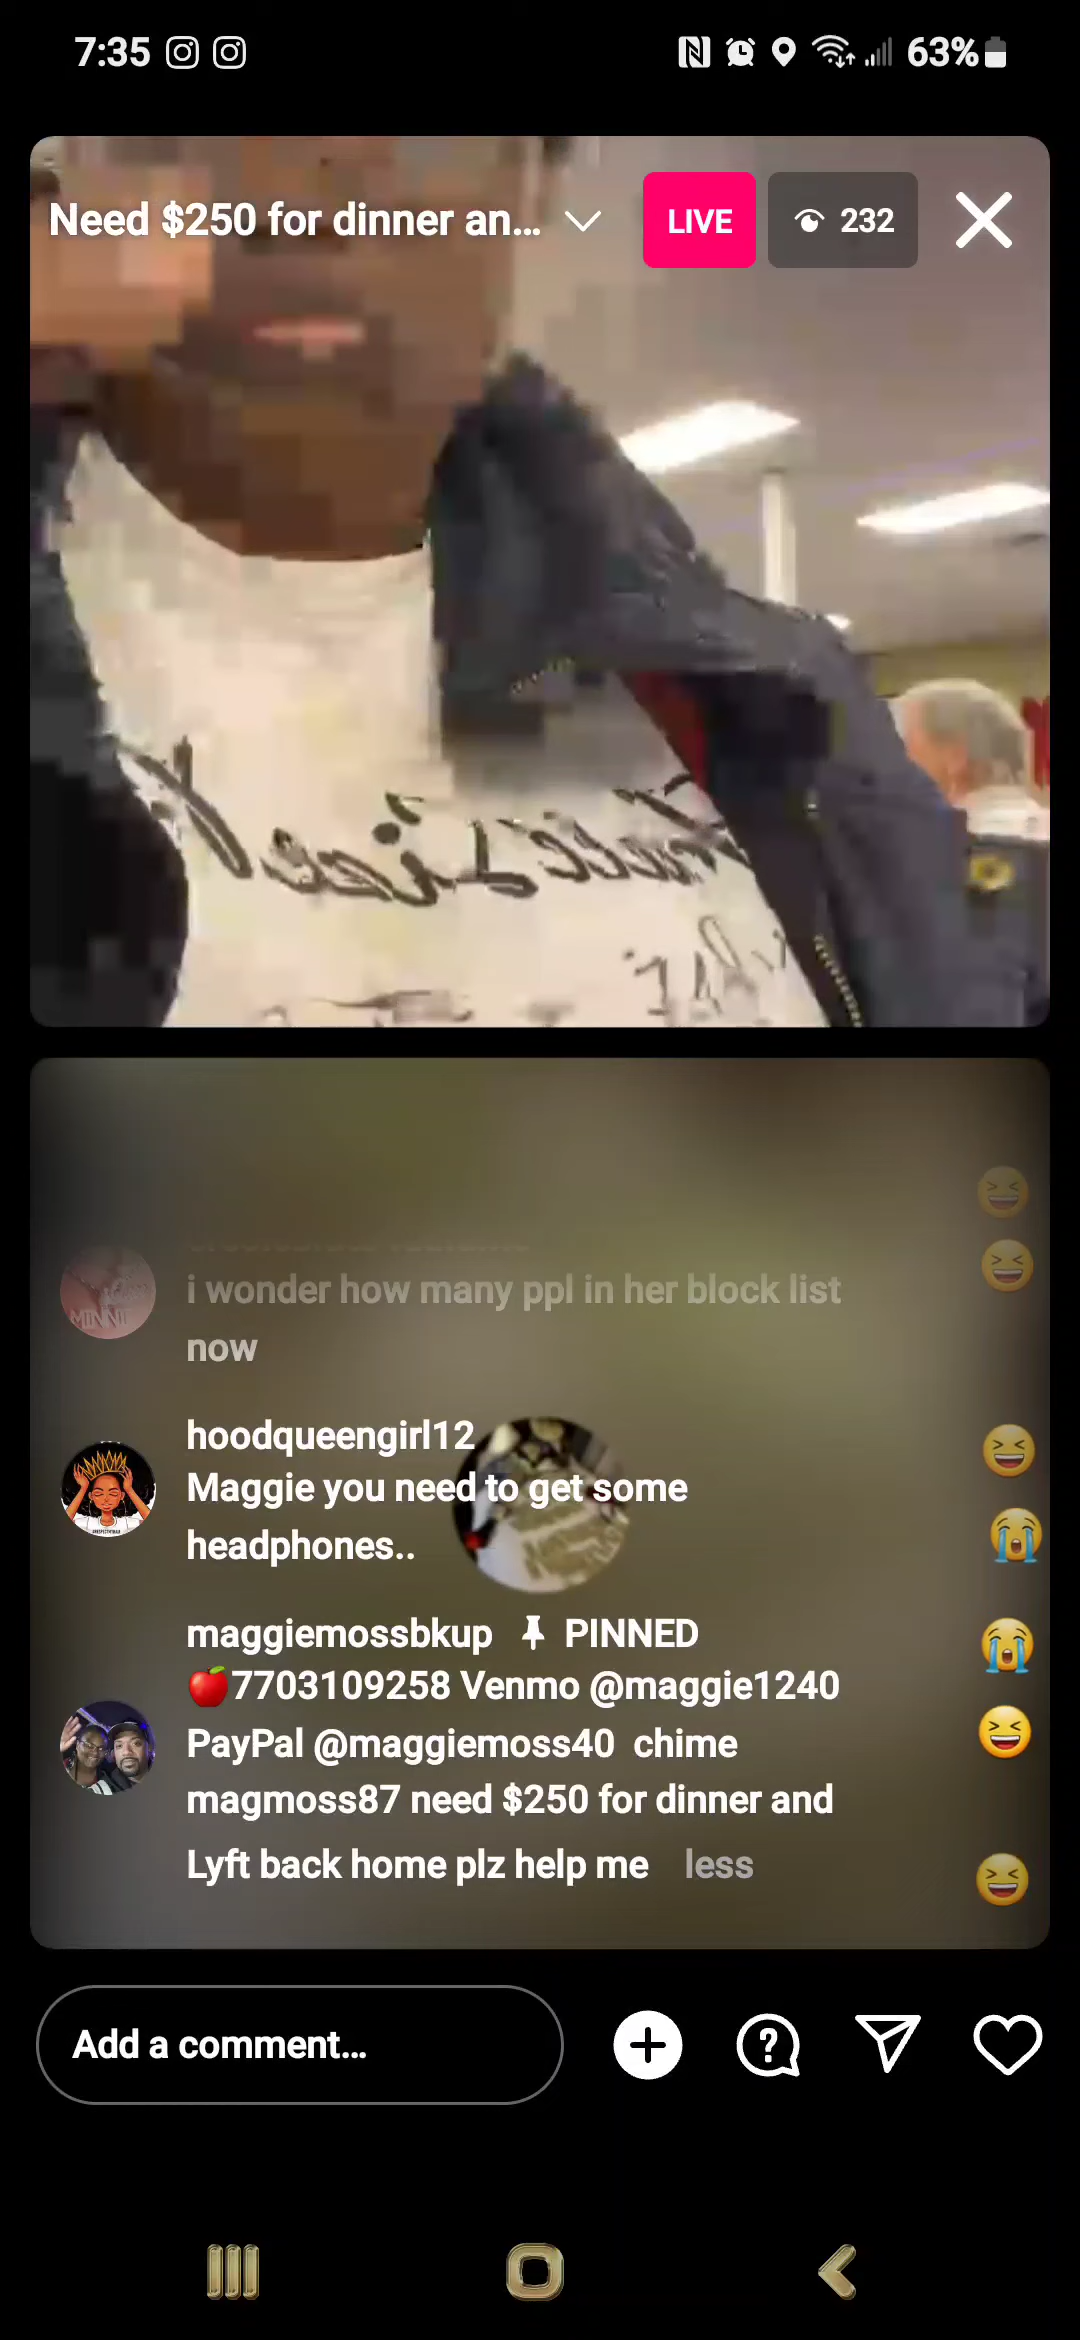 7:35
63%
Need $250 for dinner an...
LIVE
232
i wonder how many ppl in her block list
now
hoodqueengirl12
Maggie you need to get some
headphones..
maggiemossbkup PINNED
🍎7703109258 Venmo @maggie1240
PayPal @maggiemoss40 chime
magmoss87 need $250 for dinner and
Lyft back home plz help me less
Add a comment...